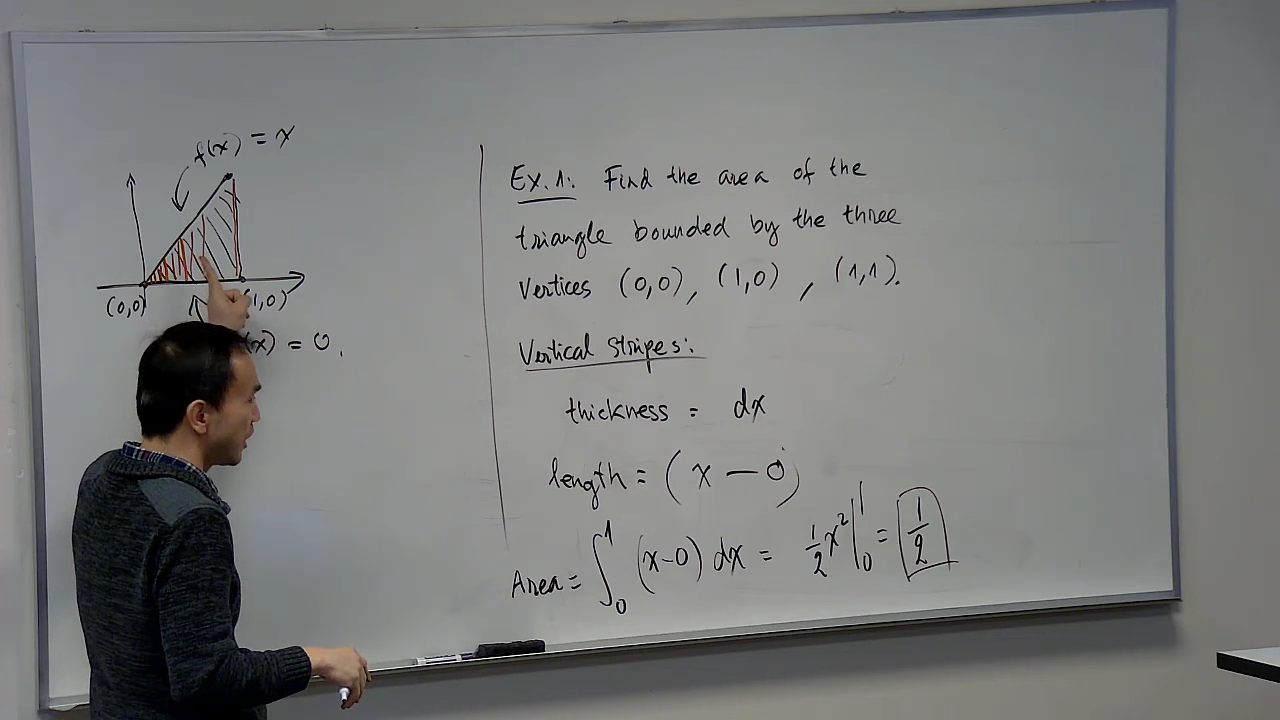 f(x) = x
(0,0)
(1,0)
(x) = 0.
Ex.1: Find the area of the
triangle bounded by the three
Vertices (0,0), (1,0), (1,1).
Vertical Stripes:
thickness = dx
length = (x - 0)
Area = ∫₀¹ (x-0) dx = 1/2 x² |₀¹ = 1/2